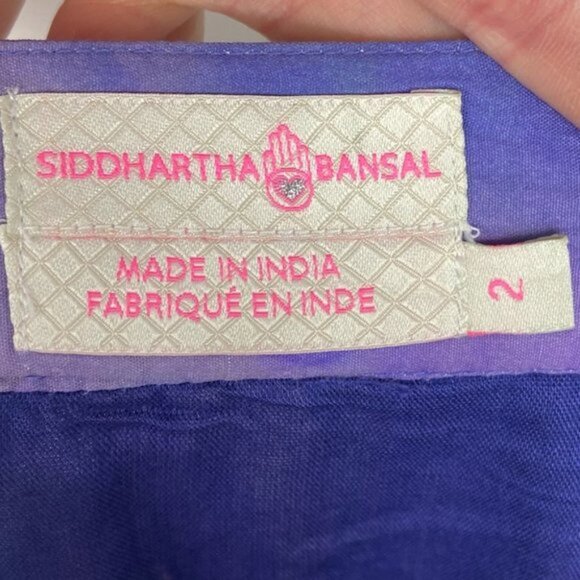 SIDDHARTHA BANSAL
MADE IN INDIA
FABRIQUÉ EN INDE
2